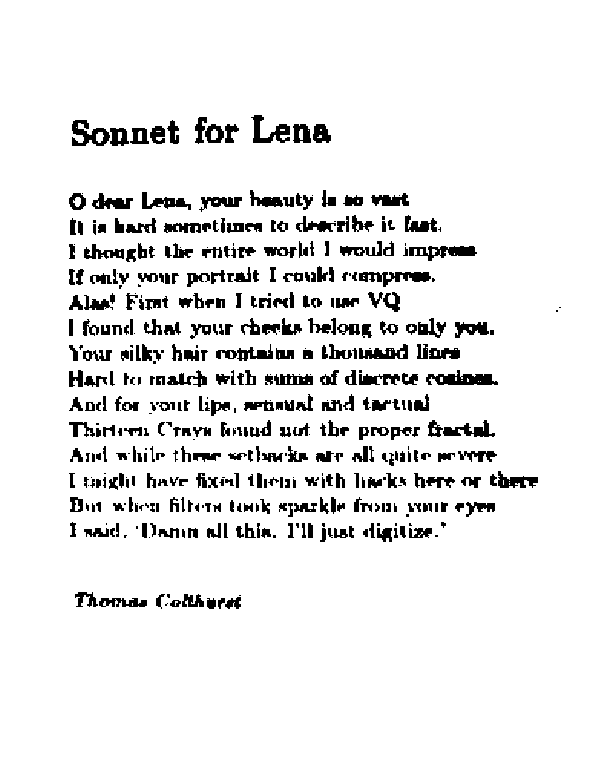 Sonnet for Lena
O dear Lena, your beauty is so vast
It is hard sometimes to describe it fast.
I thought the entire world I would impress
If only your portrait I could compress.
Alas! First when I tried to use VQ
I found that your cheeks belong to only you.
Your silky hair contains a thousand lines
Hard to match with sums of discrete cosines.
And for your lips, sensual and tactual
Thirteen Crays found not the proper fractal.
And while these setbacks are all quite severe
I might have fixed them with hacks here or there
But when filters took sparkle from your eyes
I said, 'Damn all this. I'll just digitize.'
Thomas Colthurst